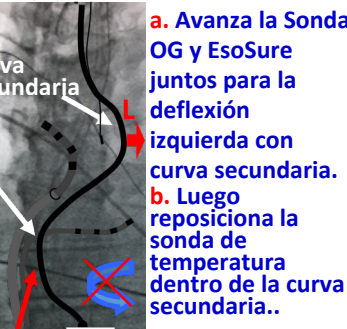 va
undaria
L
a. Avanza la Sonda
OG y EsoSure
juntos para la
deflexión
izquierda con
curva secundaria.
b. Luego
reposiciona la
sonda de
temperatura
dentro de la curva
secundaria..